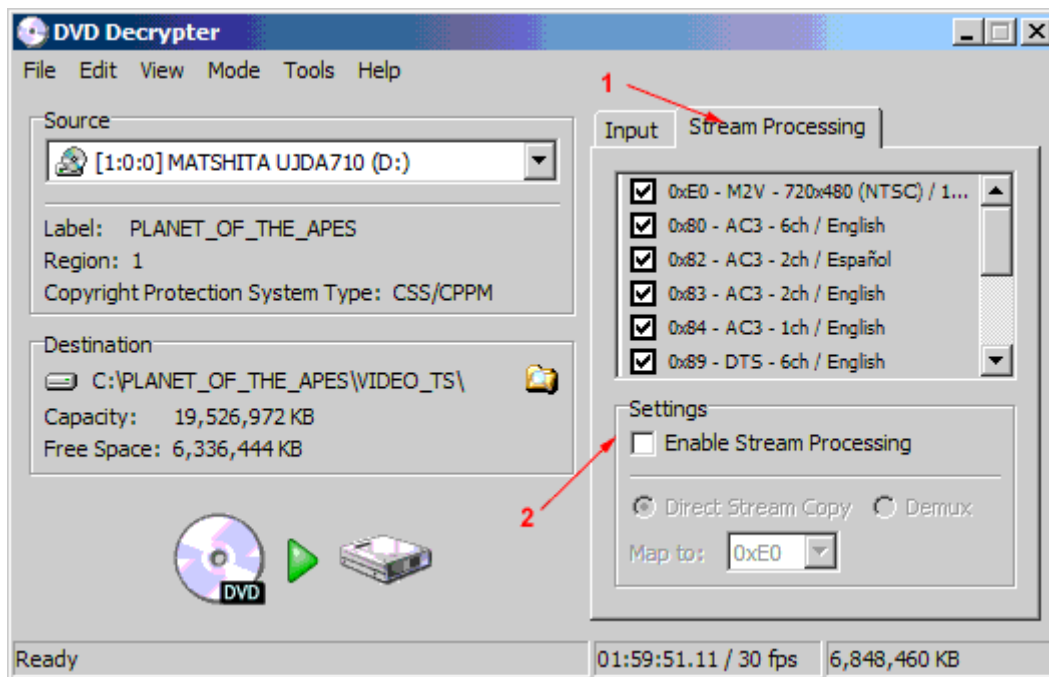 DVD Decrypter
File Edit View Mode Tools Help
1
Source
[1:0:0] MATSHITA UJDA710 (D:)
Label: PLANET_OF_THE_APES
Region: 1
Copyright Protection System Type: CSS/CPPM
Destination
C:\PLANET_OF_THE_APES\VIDEO_TS\
Capacity: 19,526,972 KB
Free Space: 6,336,444 KB
DVD
Input Stream Processing
0xE0 - M2V - 720x480 (NTSC) / 1...
0x80 - AC3 - 6ch / English
0x82 - AC3 - 2ch / Español
0x83 - AC3 - 2ch / English
0x84 - AC3 - 1ch / English
0x89 - DTS - 6ch / English
Settings
Enable Stream Processing
2
Direct Stream Copy Demux
Map to: 0xE0
Ready
01:59:51.11 / 30 fps
6,848,460 KB